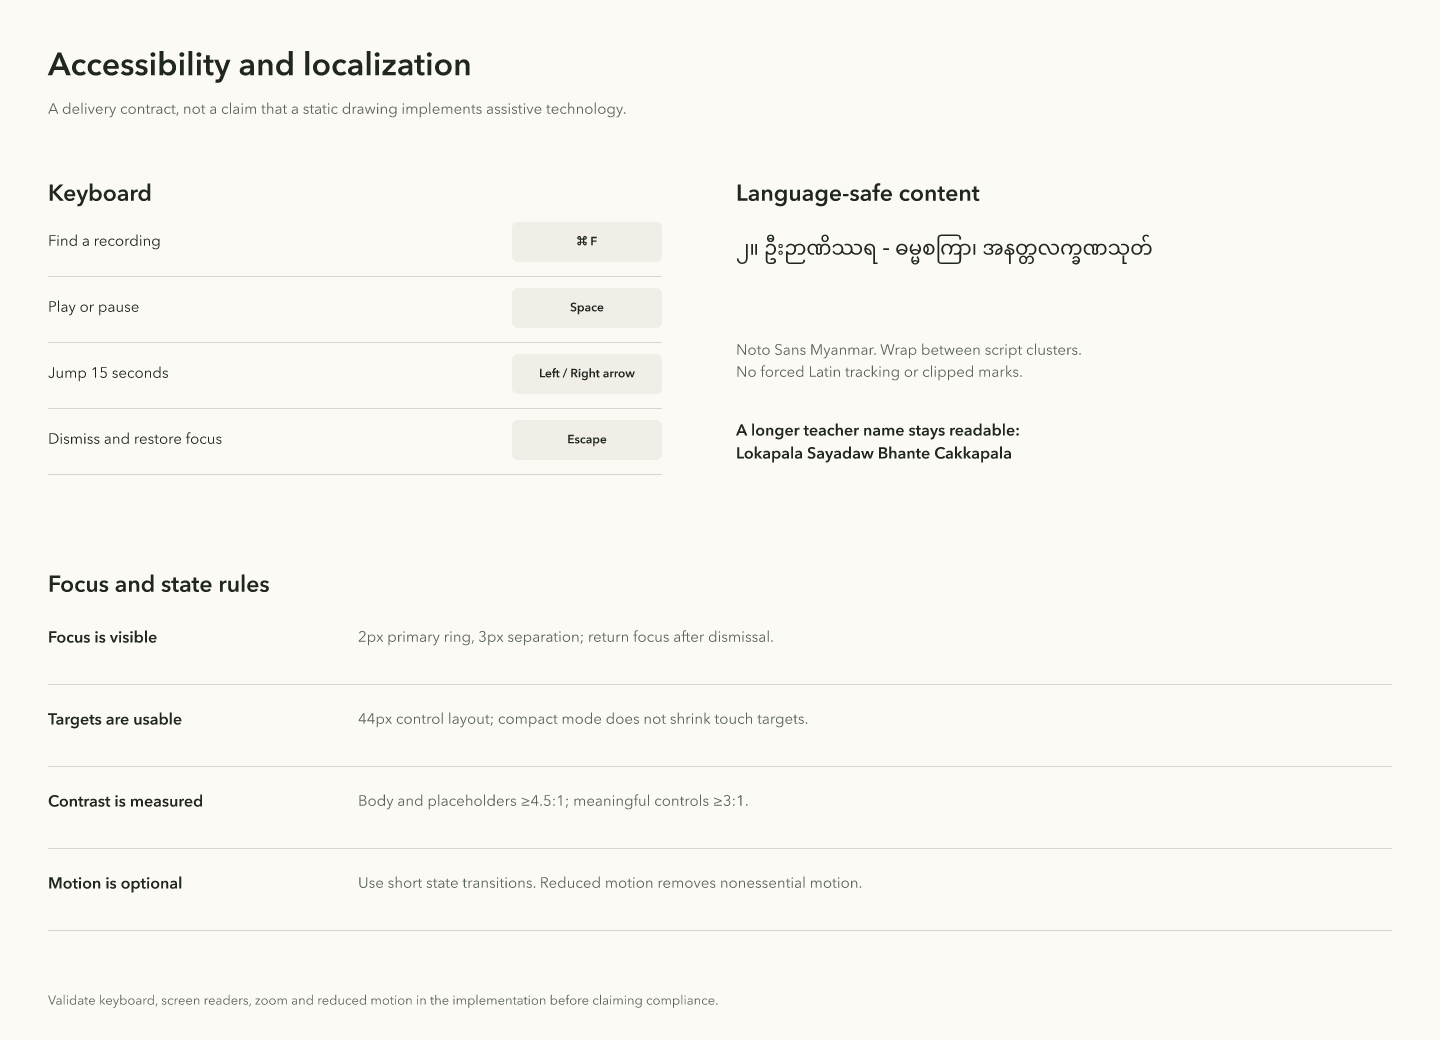 Accessibility and localization
A delivery contract, not a claim that a static drawing implements assistive technology.
Keyboard
Find a recording
⌘ F
Play or pause
Space
Jump 15 seconds
Left / Right arrow
Dismiss and restore focus
Escape
Language-safe content
၂။ ဦးဉာဏိဿရ - ဓမ္မစကြာ၊ အနတ္တလက္ခဏသုတ်
Noto Sans Myanmar. Wrap between script clusters.
No forced Latin tracking or clipped marks.
A longer teacher name stays readable:
Lokapala Sayadaw Bhante Cakkapala
Focus and state rules
Focus is visible
2px primary ring, 3px separation; return focus after dismissal.
Targets are usable
44px control layout; compact mode does not shrink touch targets.
Contrast is measured
Body and placeholders ≥4.5:1; meaningful controls ≥3:1.
Motion is optional
Use short state transitions. Reduced motion removes nonessential motion.
Validate keyboard, screen readers, zoom and reduced motion in the implementation before claiming compliance.